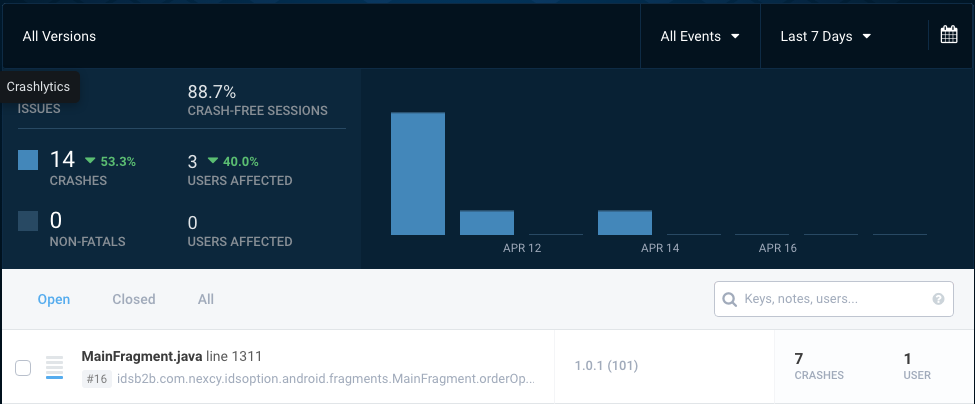 All Versions
All Events
Last 7 Days
Crashlytics
ISSUES
88.7%
CRASH-FREE SESSIONS
14 53.3%
CRASHES
3 40.0%
USERS AFFECTED
0
NON-FATALS
0
USERS AFFECTED
APR 12
APR 14
APR 16
Open
Closed
All
Keys, notes, users...
?
MainFragment.java line 1311
#16 idsb2b.com.nexcy.idsoption.android.fragments.MainFragment.orderOp...
1.0.1 (101)
7
CRASHES
1
USER